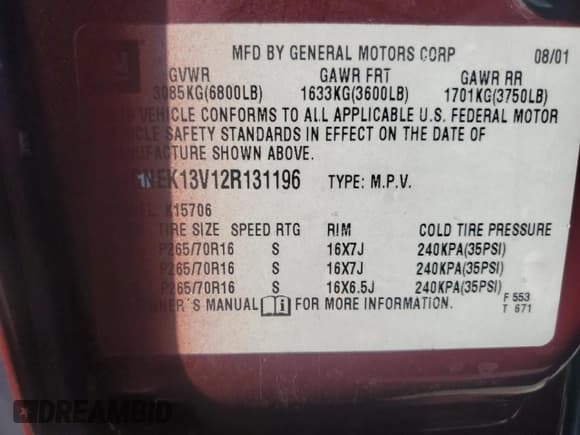 GM
MFD BY GENERAL MOTORS CORP 08/01
GVWR GAWR FRT GAWR RR
3085KG(6800LB) 1633KG(3600LB) 1701KG(3750LB)
VEHICLE CONFORMS TO ALL APPLICABLE U.S. FEDERAL MOTOR
SAFETY STANDARDS IN EFFECT ON THE DATE OF
SHOWN ABOVE.
EK13V12R131196 TYPE: M.P.V.
K15706
TIRE SIZE SPEED RTG RIM COLD TIRE PRESSURE
P265/70R16 S 16X7J 240KPA(35PSI)
P265/70R16 S 16X7J 240KPA(35PSI)
P265/70R16 S 16X6.5J 240KPA(35PSI)
MANUAL i FOR MORE INFORMATION.
F 553
T 671
DREAMBID